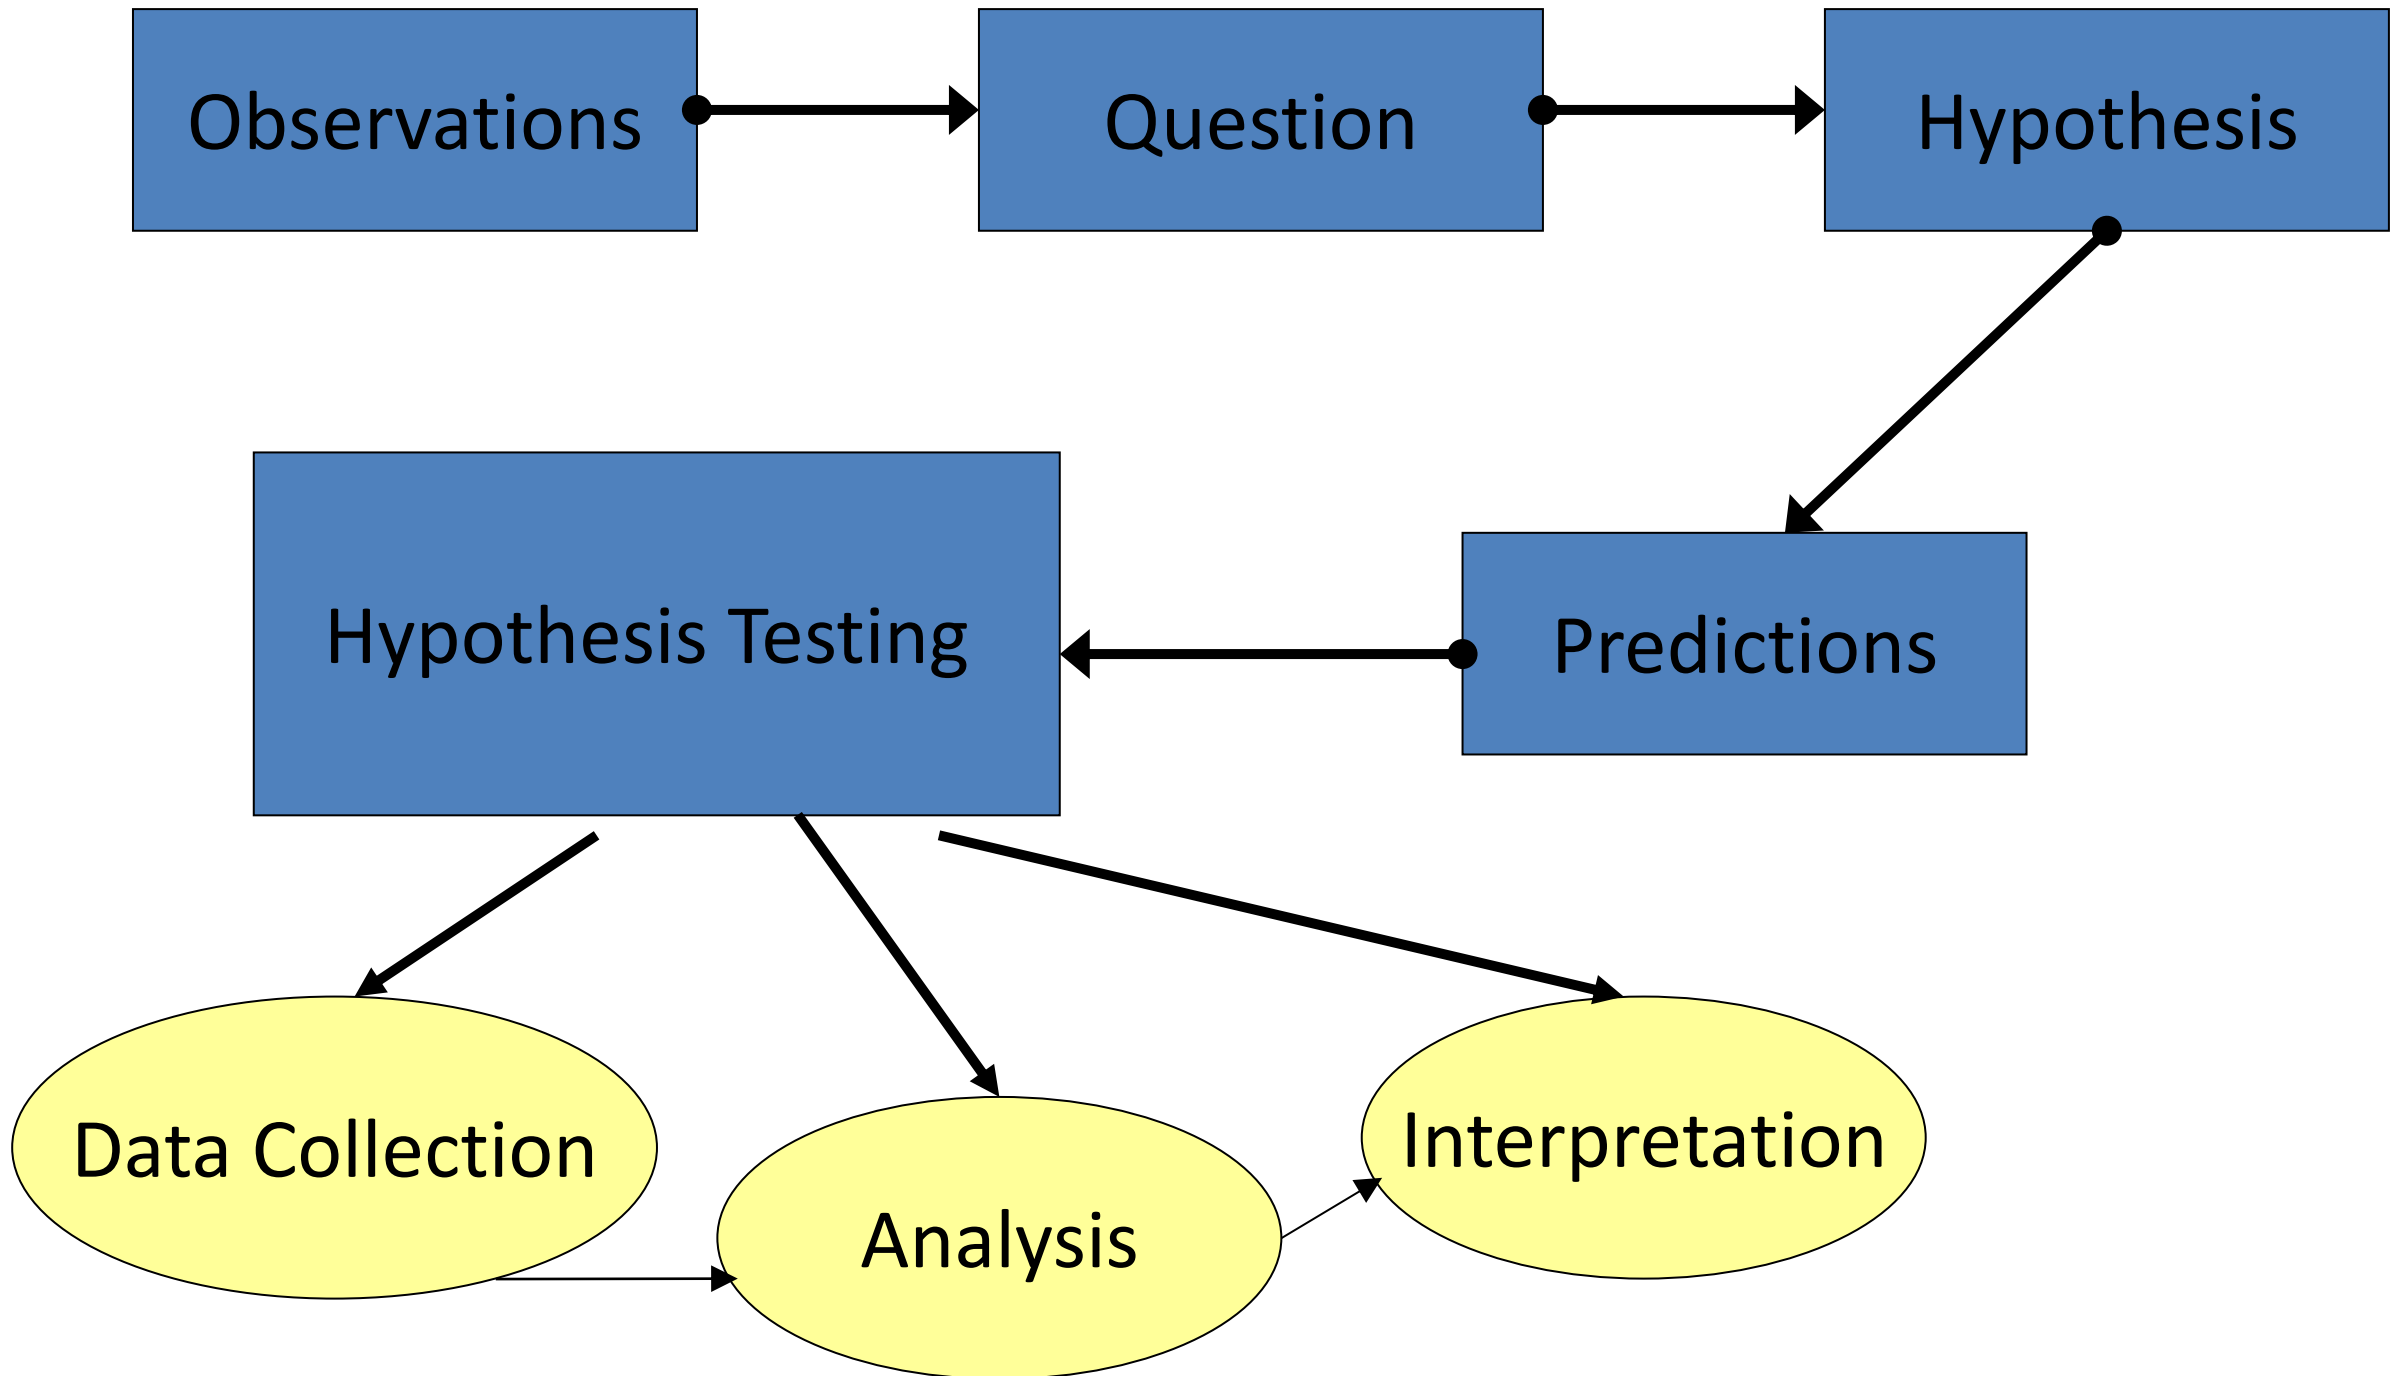 Observations
Question
Hypothesis
Hypothesis Testing
Predictions
Data Collection
Analysis
Interpretation